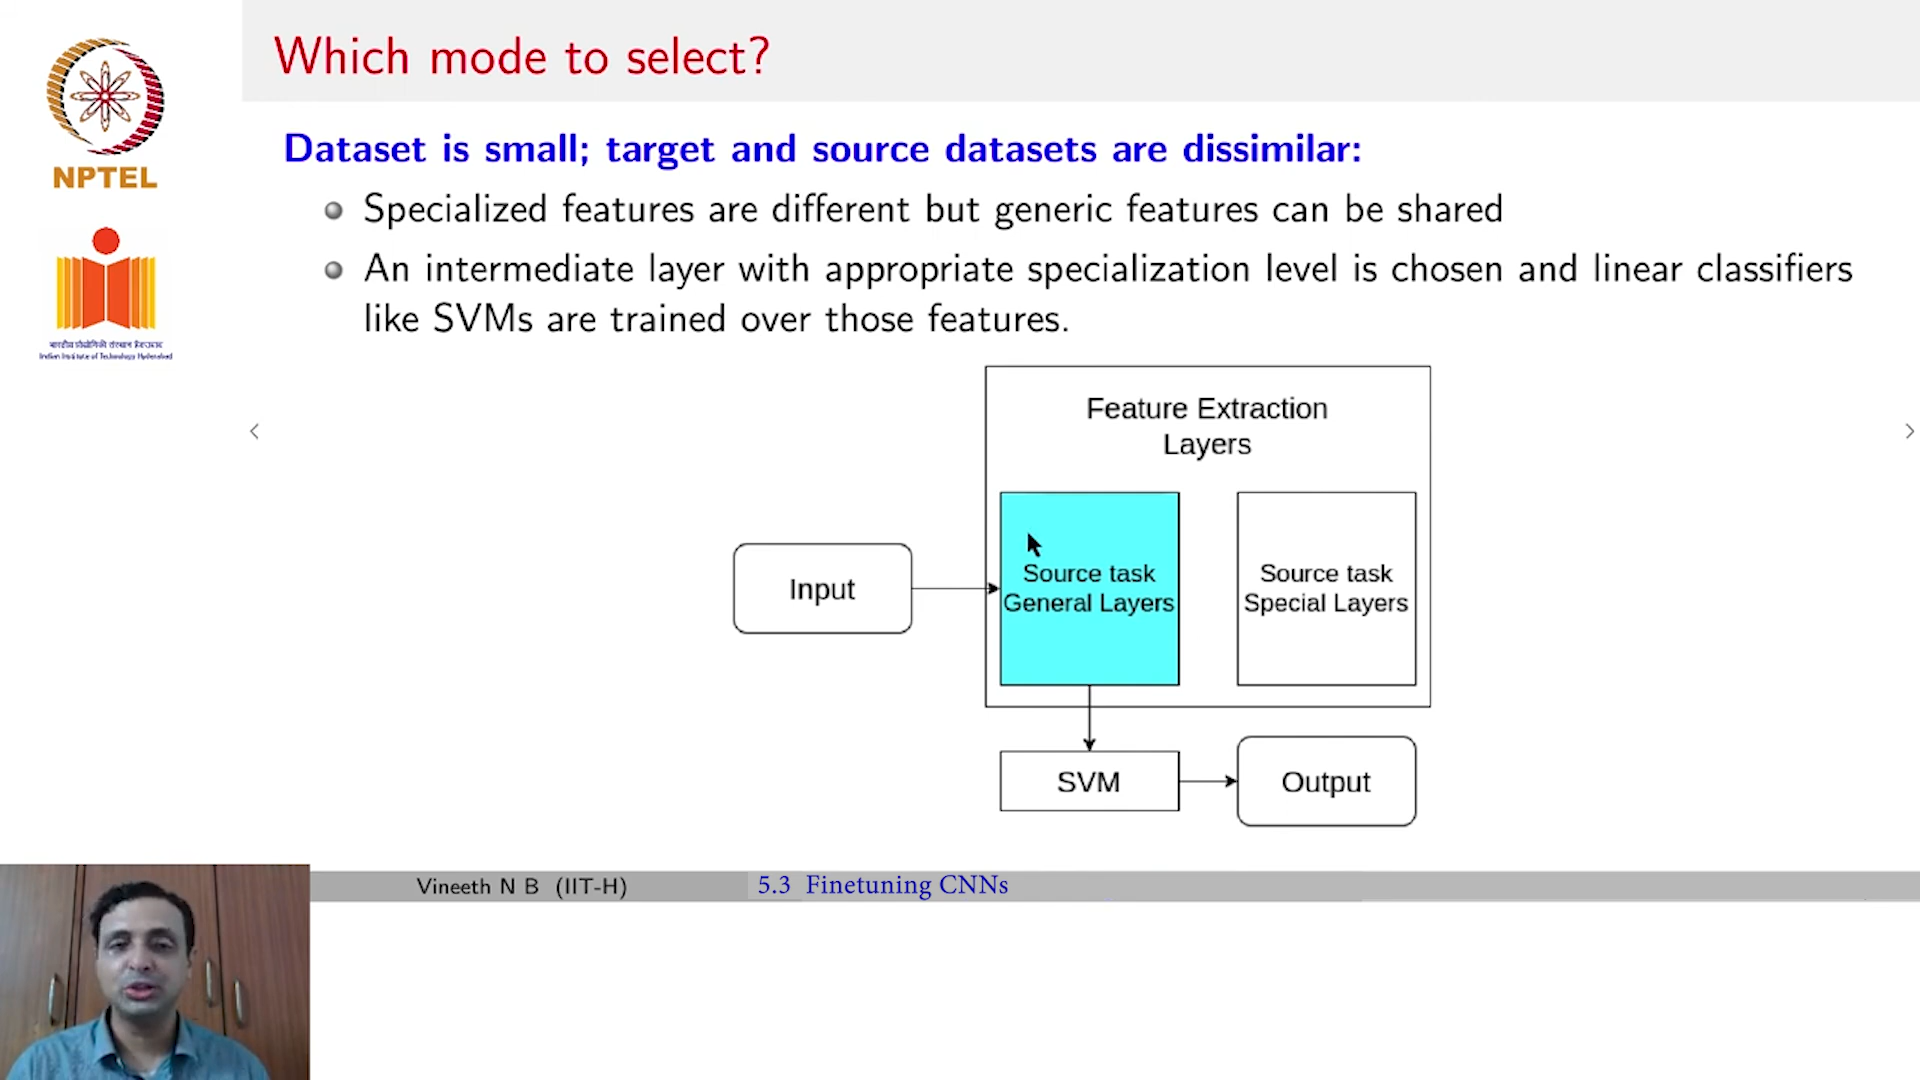 Which mode to select?
NPTEL
Dataset is small; target and source datasets are dissimilar:
Specialized features are different but generic features can be shared
An intermediate layer with appropriate specialization level is chosen and linear classifiers
like SVMs are trained over those features.
भारतीय प्रौद्योगिकी संस्थान हैदराबाद
Indian Institute of Technology Hyderabad
Feature Extraction
Layers
Input
Source task
General Layers
Source task
Special Layers
SVM
Output
Vineeth N B (IIT-H)
5.3 Finetuning CNNs